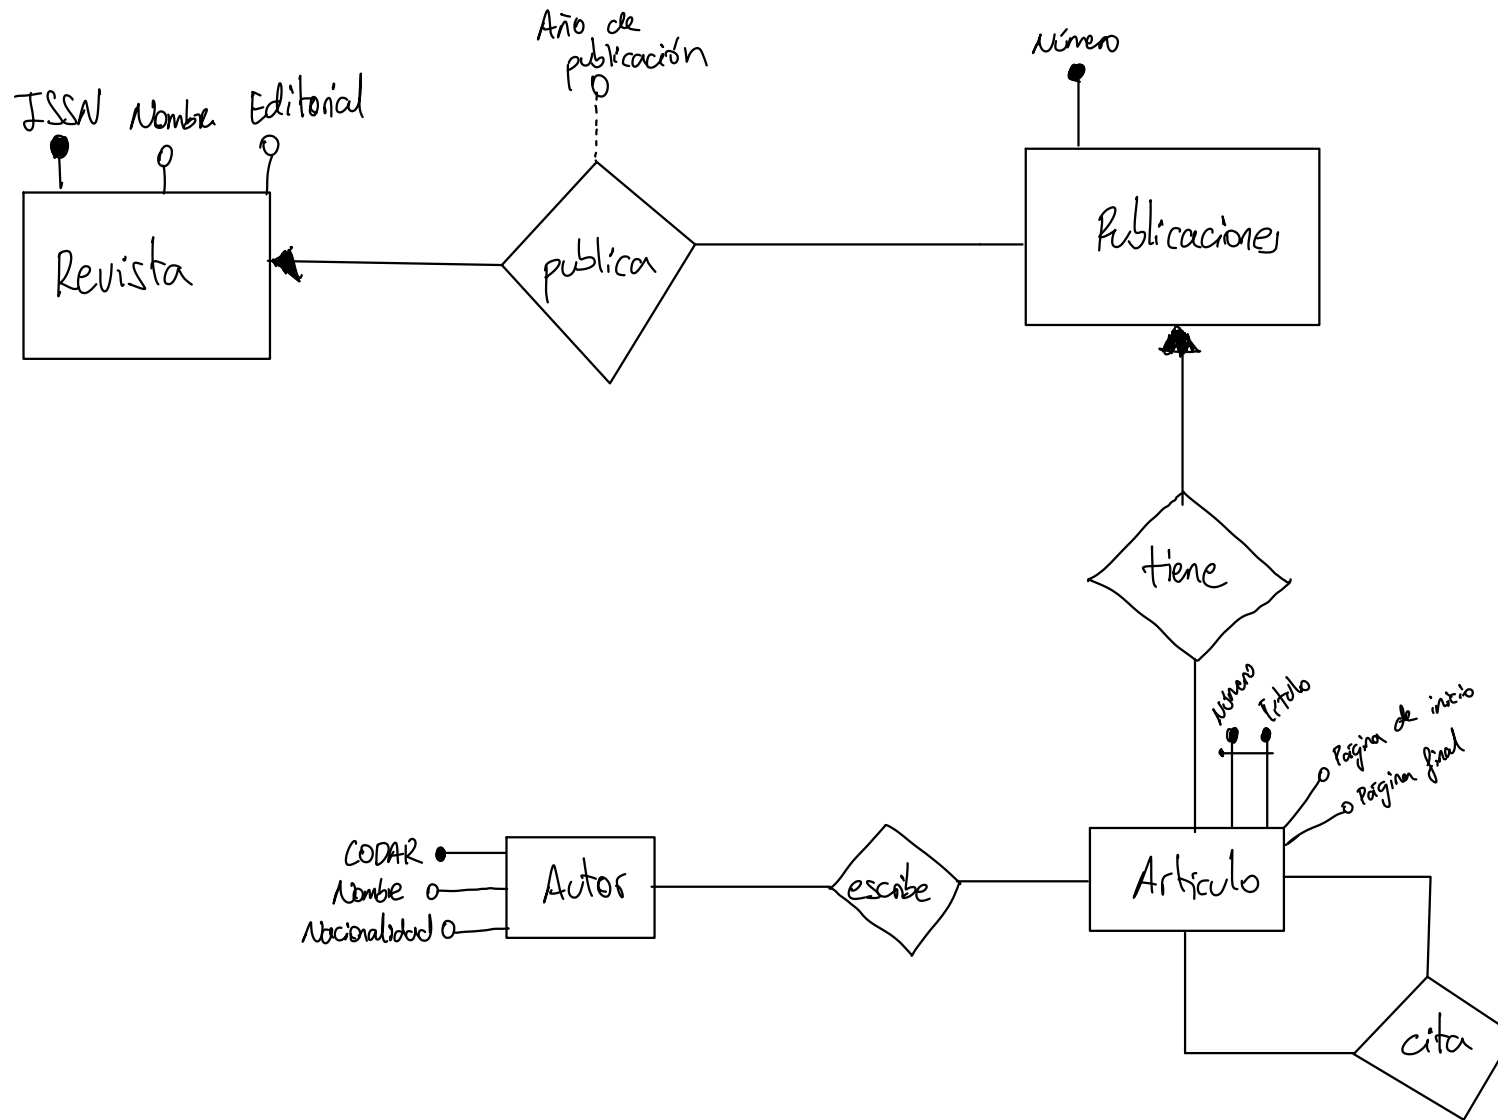 Año de
publicación
Número
ISSN Nombre Editorial
Revista
publica
Publicaciones
tiene
Número
Título
Página de inicio
Página final
CODAR
Nombre
Nacionalidad
Autor
escribe
Artículo
cita